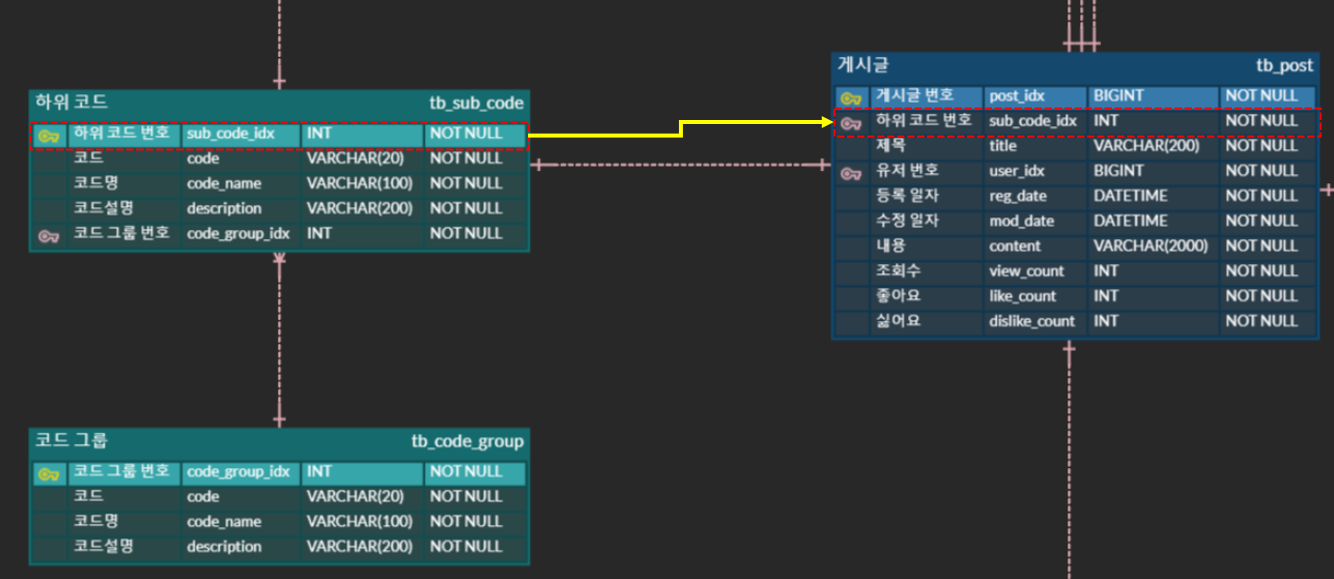 하위 코드 tb_sub_code
하위 코드 번호 sub_code_idx INT NOT NULL
코드 code VARCHAR(20) NOT NULL
코드명 code_name VARCHAR(100) NOT NULL
코드설명 description VARCHAR(200) NOT NULL
코드 그룹 번호 code_group_idx INT NOT NULL
게시글 tb_post
게시글 번호 post_idx BIGINT NOT NULL
하위 코드 번호 sub_code_idx INT NOT NULL
제목 title VARCHAR(200) NOT NULL
유저 번호 user_idx BIGINT NOT NULL
등록 일자 reg_date DATETIME NOT NULL
수정 일자 mod_date DATETIME NOT NULL
내용 content VARCHAR(2000) NOT NULL
조회수 view_count INT NOT NULL
좋아요 like_count INT NOT NULL
싫어요 dislike_count INT NOT NULL
코드 그룹 tb_code_group
코드 그룹 번호 code_group_idx INT NOT NULL
코드 code VARCHAR(20) NOT NULL
코드명 code_name VARCHAR(100) NOT NULL
코드설명 description VARCHAR(200) NOT NULL